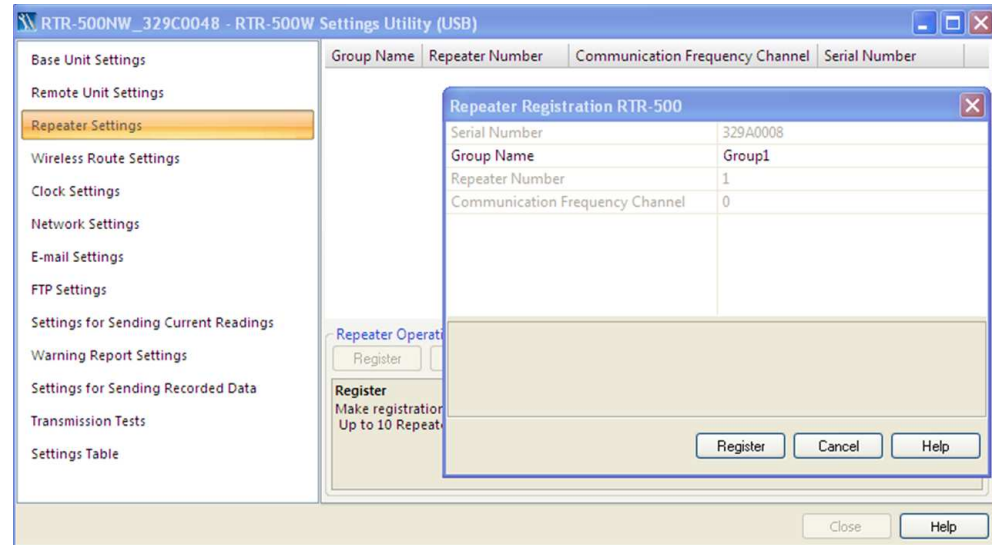 RTR-500NW_329C0048 - RTR-500W Settings Utility (USB)
Base Unit Settings
Remote Unit Settings
Repeater Settings
Wireless Route Settings
Clock Settings
Network Settings
E-mail Settings
FTP Settings
Settings for Sending Current Readings
Warning Report Settings
Settings for Sending Recorded Data
Transmission Tests
Settings Table
Group Name Repeater Number Communication Frequency Channel Serial Number
Repeater Registration RTR-500
Serial Number 329A0008
Group Name Group1
Repeater Number 1
Communication Frequency Channel 0
Register Cancel Help
Repeater Operati
Register
Register
Make registration
Up to 10 Repeate
Close Help